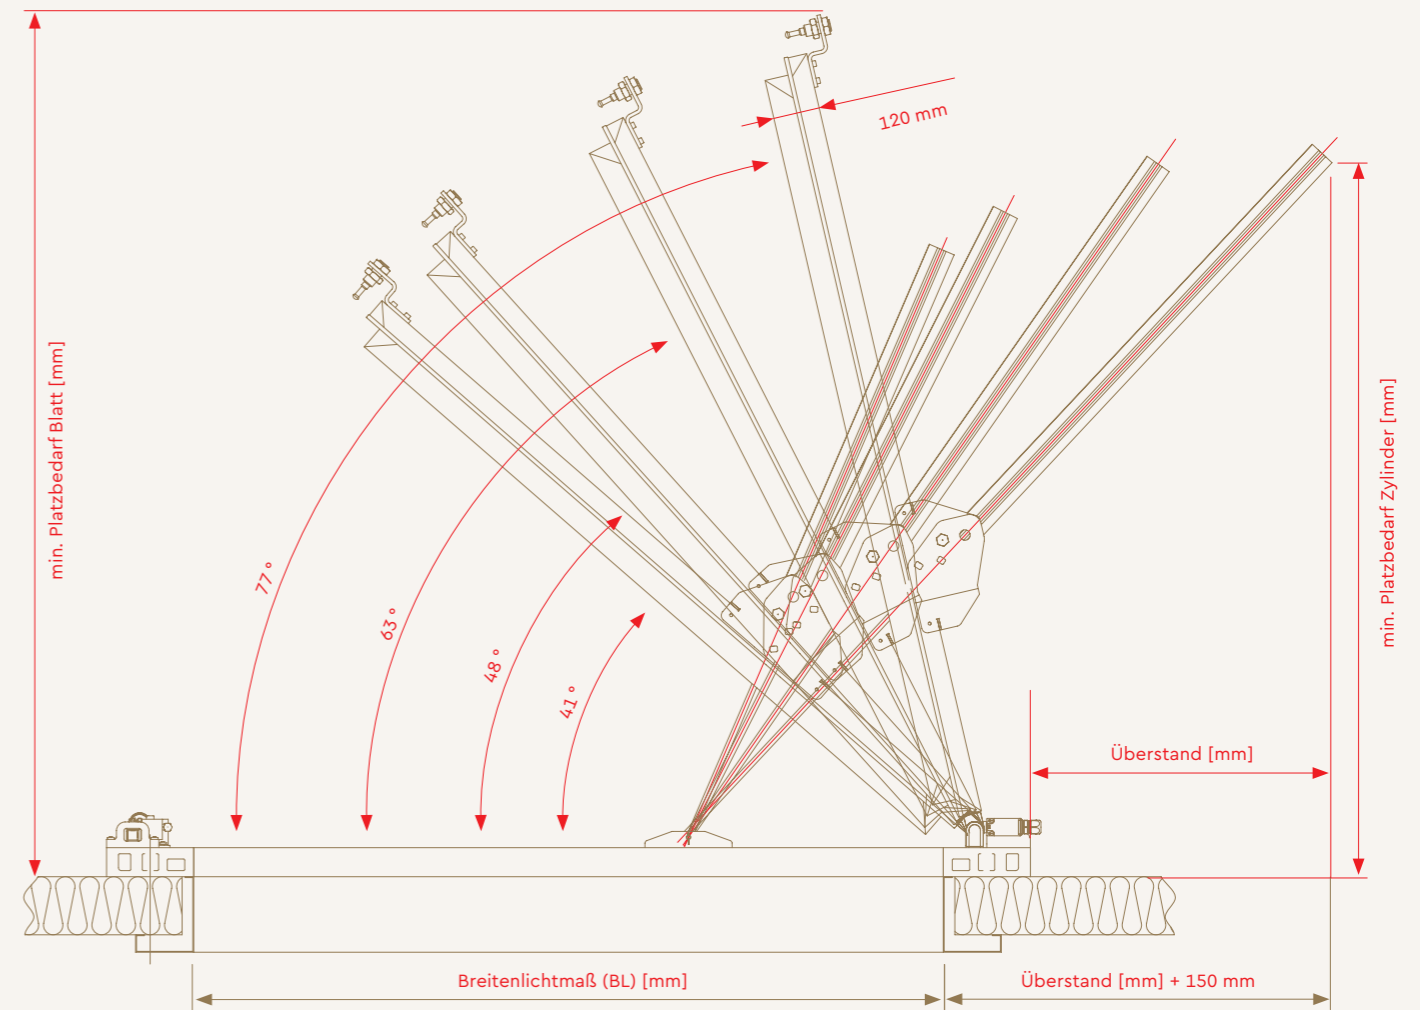 120 mm
min. Platzbedarf Blatt [mm]
min. Platzbedarf Zylinder [mm]
77 °
63 °
48 °
41 °
Überstand [mm]
Breitenlichtmaß (BL) [mm]
Überstand [mm] + 150 mm